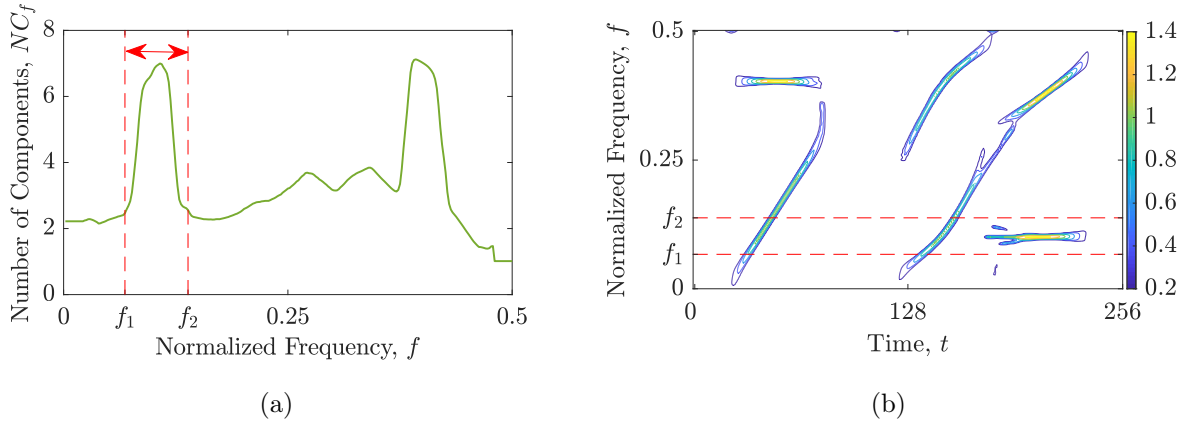 Number of Components, NC_f
8
6
4
2
0
0
f_1
f_2
0.25
0.5
Normalized Frequency, f
(a)
Normalized Frequency, f
0.5
0.25
f_2
f_1
0
0
128
256
Time, t
1.4
1.2
1
0.8
0.6
0.4
0.2
(b)